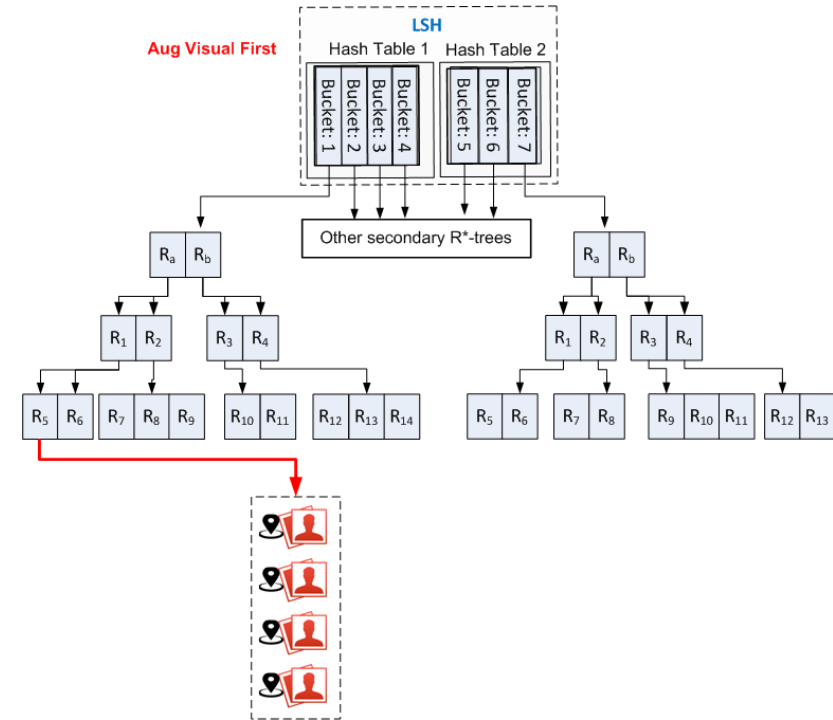 LSH
Aug Visual First
Hash Table 1 Hash Table 2
Bucket: 1
Bucket: 2
Bucket: 3
Bucket: 4
Bucket: 5
Bucket: 6
Bucket: 7
Other secondary R*-trees
Rₐ R_b Rₐ R_b
R₁ R₂ R₃ R₄ R₁ R₂ R₃ R₄
R₅ R₆ R₇ R₈ R₉ R₁₀ R₁₁ R₁₂ R₁₃ R₁₄ R₅ R₆ R₇ R₈ R₉ R₁₀ R₁₁ R₁₂ R₁₃